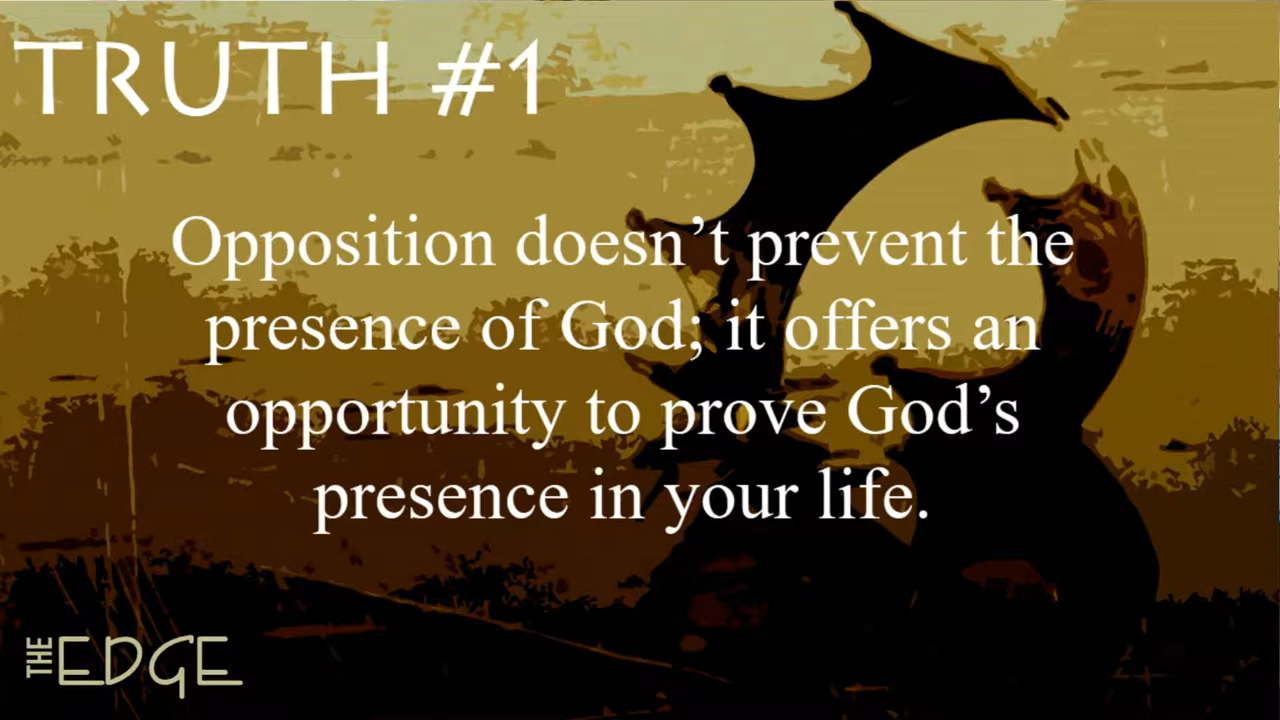 TRUTH #1
Opposition doesn’t prevent the
presence of God; it offers an
opportunity to prove God’s
presence in your life.
THE EDGE